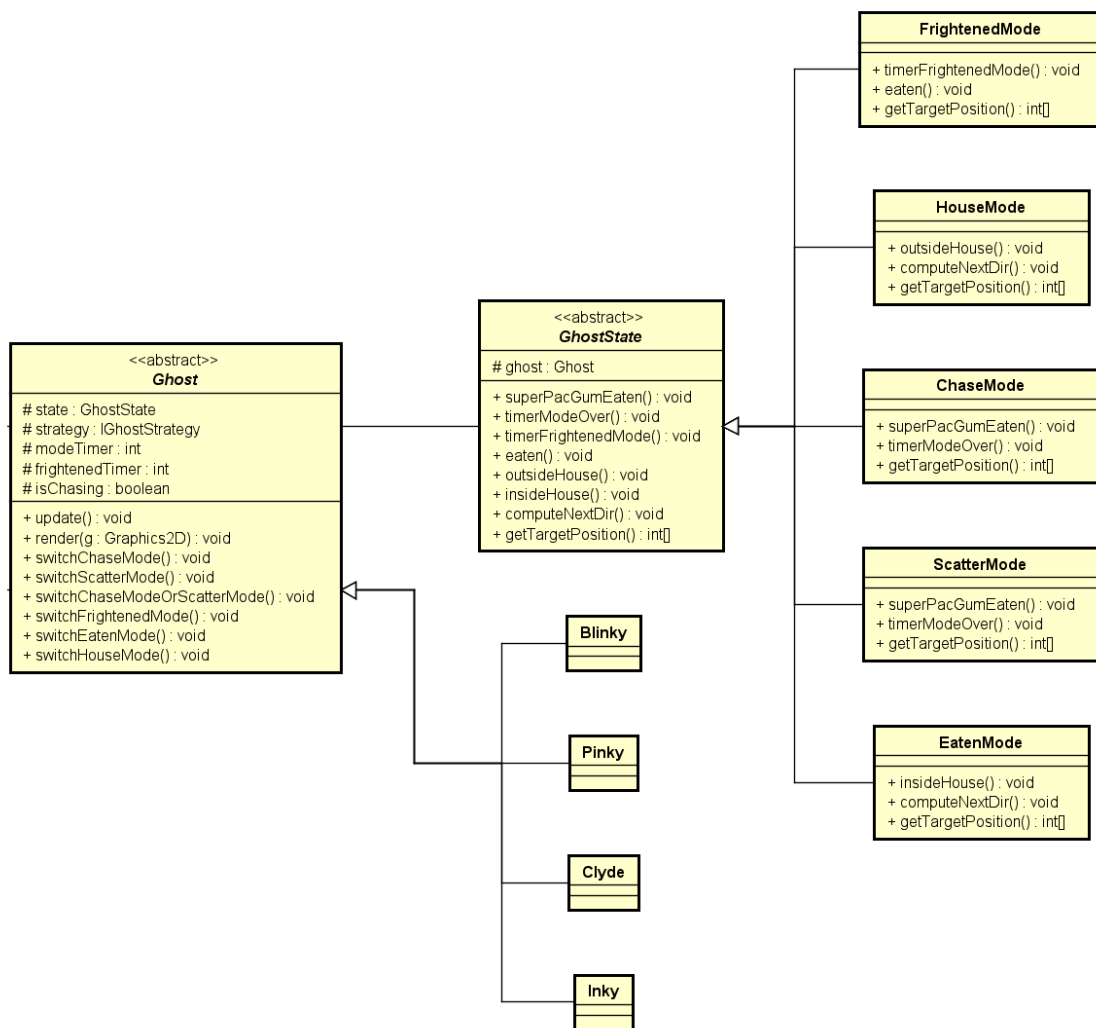 <<abstract>>
Ghost
# state : GhostState
# strategy : IGhostStrategy
# modeTimer : int
# frightenedTimer : int
# isChasing : boolean
+ update() : void
+ render(g : Graphics2D) : void
+ switchChaseMode() : void
+ switchScatterMode() : void
+ switchChaseModeOrScatterMode() : void
+ switchFrightenedMode() : void
+ switchEatenMode() : void
+ switchHouseMode() : void
<<abstract>>
GhostState
# ghost : Ghost
+ superPacGumEaten() : void
+ timerModeOver() : void
+ timerFrightenedMode() : void
+ eaten() : void
+ outsideHouse() : void
+ insideHouse() : void
+ computeNextDir() : void
+ getTargetPosition() : int[]
Blinky
Pinky
Clyde
Inky
FrightenedMode
+ timerFrightenedMode() : void
+ eaten() : void
+ getTargetPosition() : int[]
HouseMode
+ outsideHouse() : void
+ computeNextDir() : void
+ getTargetPosition() : int[]
ChaseMode
+ superPacGumEaten() : void
+ timerModeOver() : void
+ getTargetPosition() : int[]
ScatterMode
+ superPacGumEaten() : void
+ timerModeOver() : void
+ getTargetPosition() : int[]
EatenMode
+ insideHouse() : void
+ computeNextDir() : void
+ getTargetPosition() : int[]